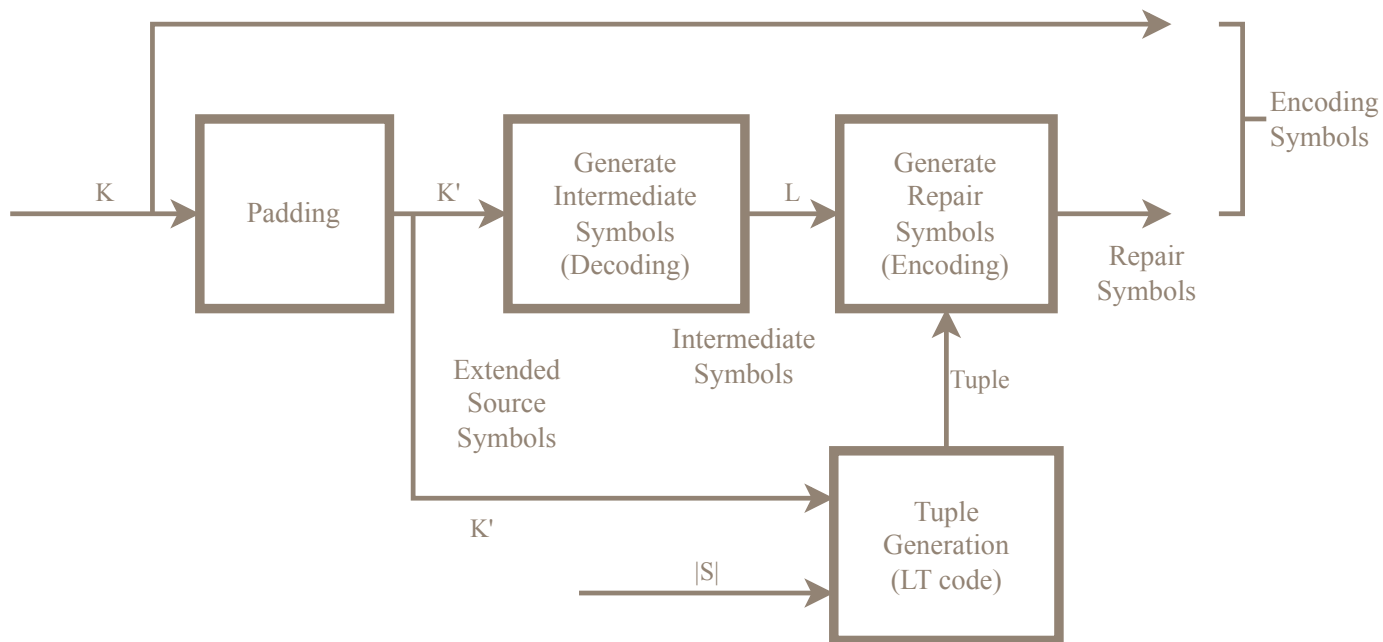 Encoding
Symbols
K
Padding
K'
Generate
Intermediate
Symbols
(Decoding)
L
Generate
Repair
Symbols
(Encoding)
Repair
Symbols
Intermediate
Symbols
Extended
Source
Symbols
Tuple
K'
|S|
Tuple
Generation
(LT code)